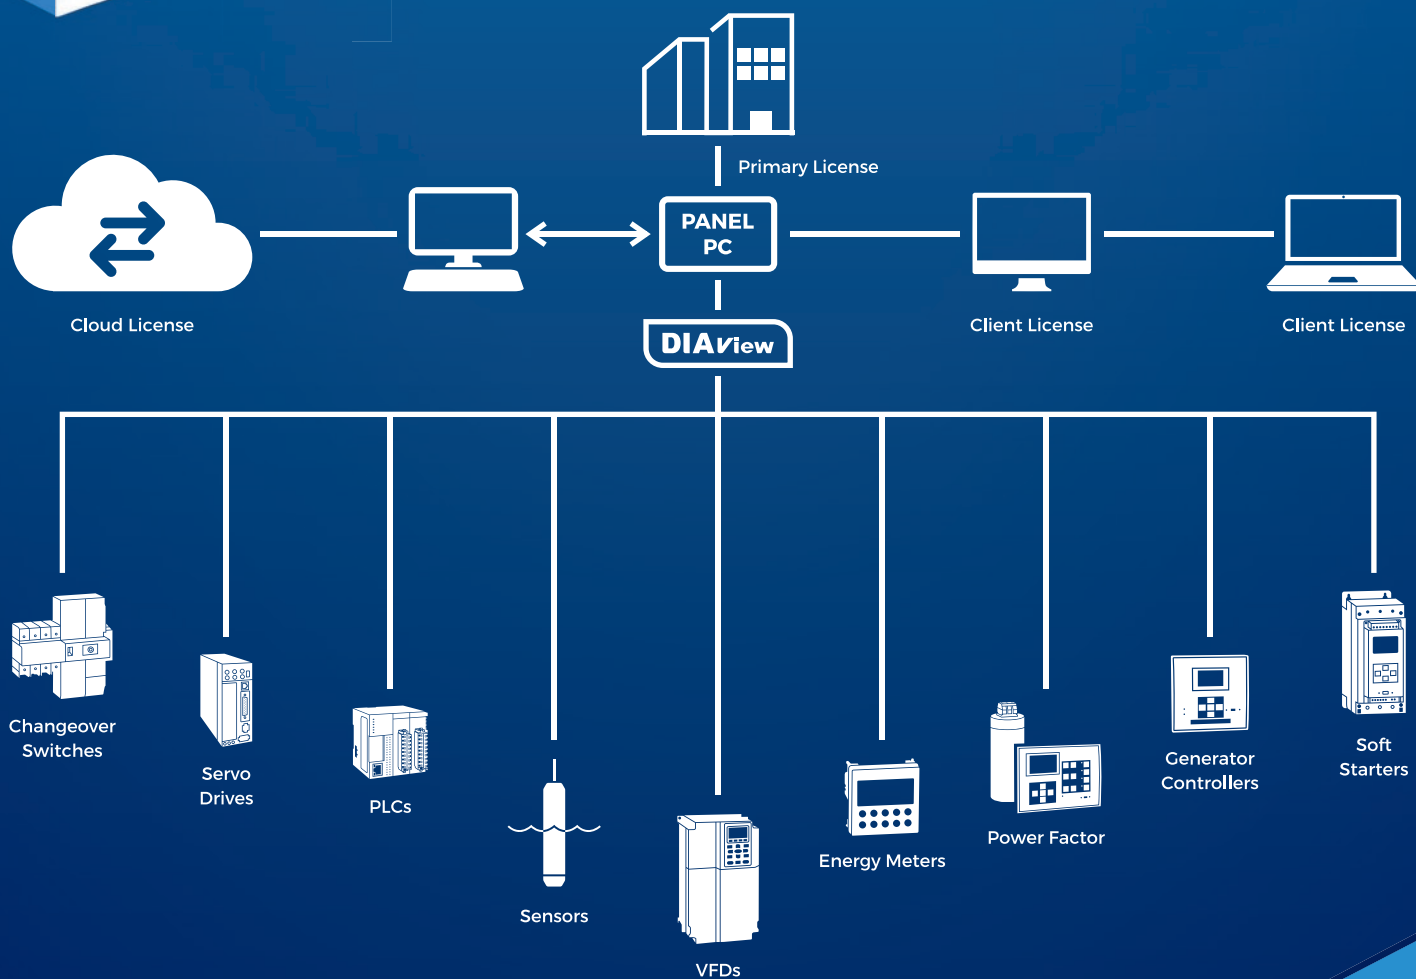 Primary License
PANEL
PC
Cloud License
Client License
Client License
DIAView
Changeover
Switches
Servo
Drives
PLCs
Sensors
VFDs
Energy Meters
Power Factor
Generator
Controllers
Soft
Starters